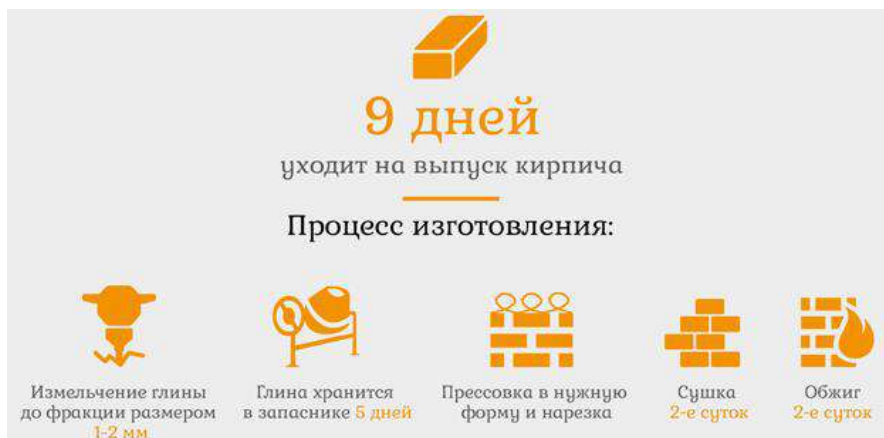 9 дней
уходит на выпуск кирпича
Процесс изготовления:
Измельчение глины
до фракции размером
1-2 мм
Глина хранится
в запаснике 5 дней
Прессовка в нужную
форму и нарезка
Сушка
2-е суток
Обжиг
2-е суток